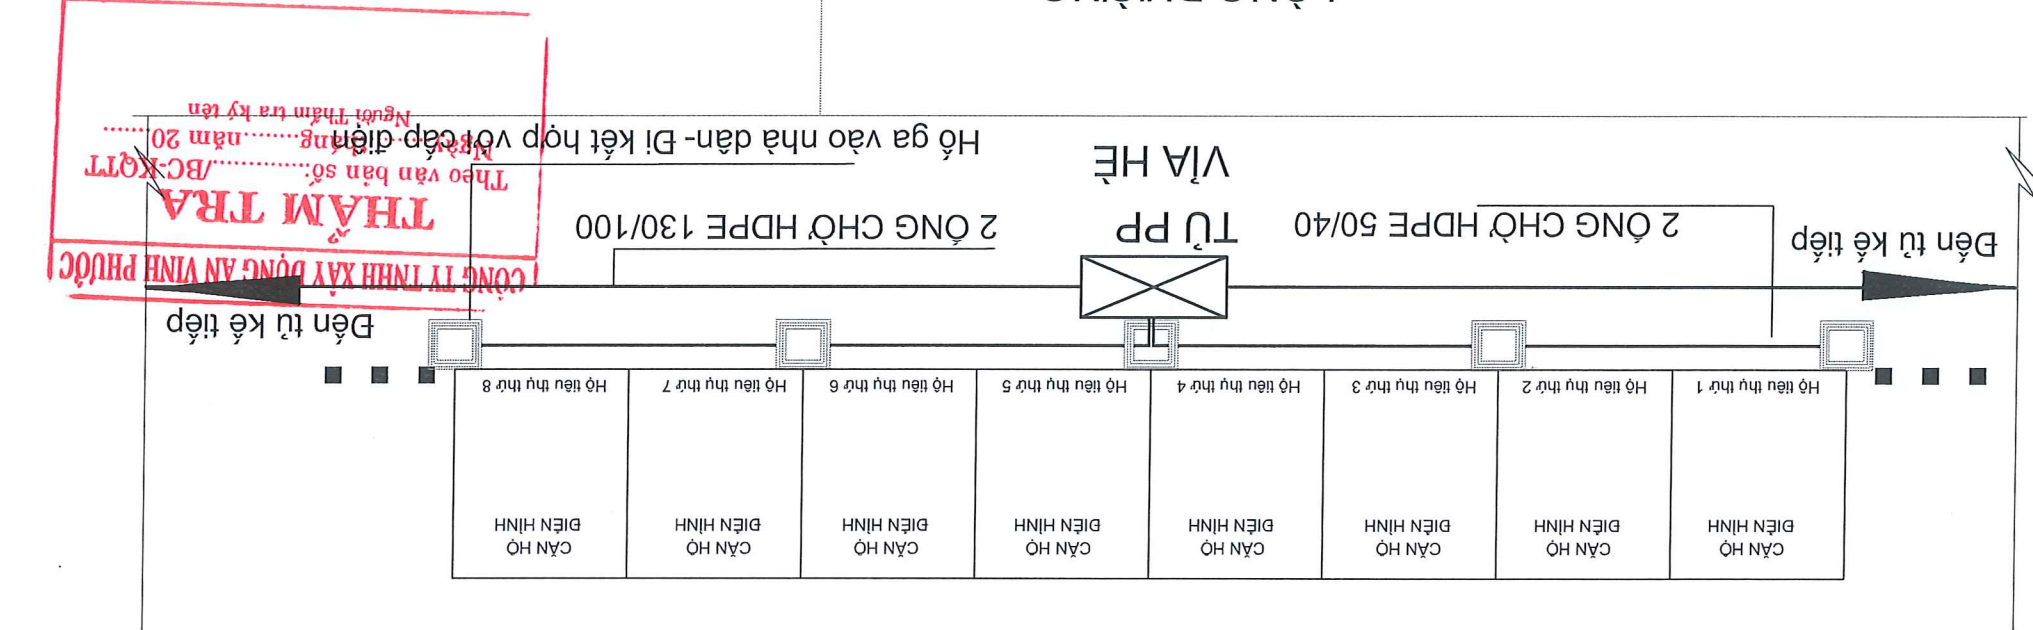 CĂN HỘ
ĐIỂN HÌNH
CĂN HỘ
ĐIỂN HÌNH
CĂN HỘ
ĐIỂN HÌNH
CĂN HỘ
ĐIỂN HÌNH
CĂN HỘ
ĐIỂN HÌNH
CĂN HỘ
ĐIỂN HÌNH
CĂN HỘ
ĐIỂN HÌNH
CĂN HỘ
ĐIỂN HÌNH
Hộ tiêu thụ thứ 1
Hộ tiêu thụ thứ 2
Hộ tiêu thụ thứ 3
Hộ tiêu thụ thứ 4
Hộ tiêu thụ thứ 5
Hộ tiêu thụ thứ 6
Hộ tiêu thụ thứ 7
Hộ tiêu thụ thứ 8
Đến tủ kế tiếp
Đến tủ kế tiếp
2 ỐNG CHỜ HDPE 50/40
TỦ PP
2 ỐNG CHỜ HDPE 130/100
VỈA HÈ
Hố ga vào nhà dân- Đi kết hợp với cấp điện
CÔNG TY TNHH XÂY DỰNG AN VINH PHƯỚC
THẨM TRA
Theo văn bản số:............../BC-KQTT
Ngày........tháng........năm 20.......
Người Thẩm tra ký tên